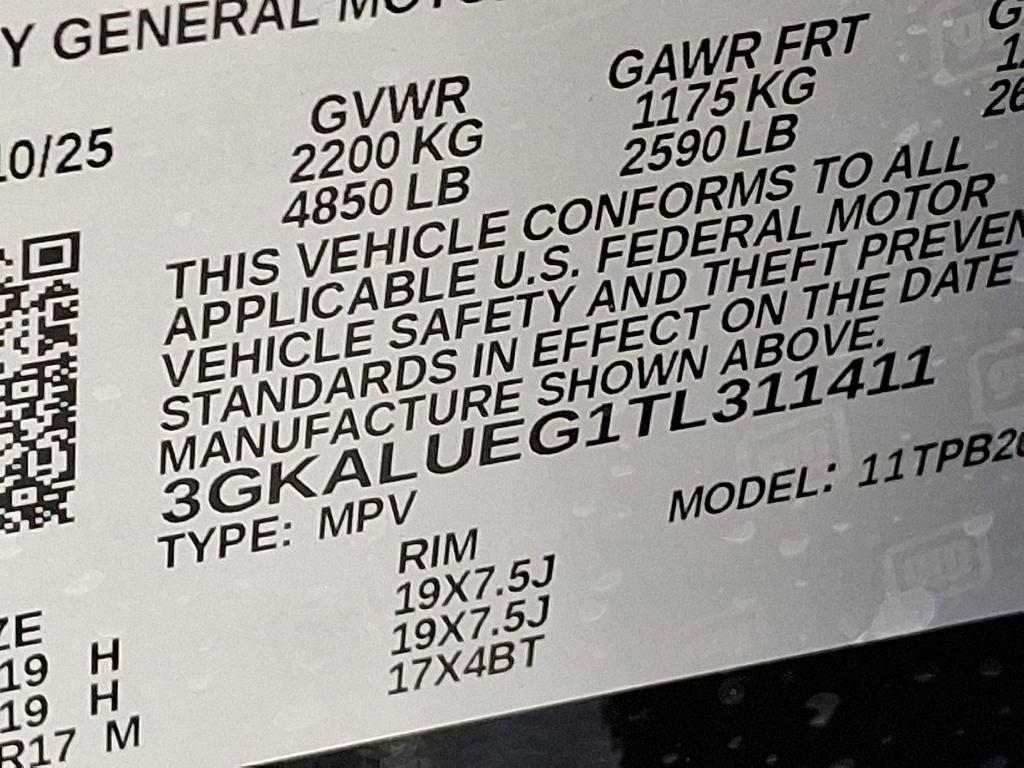 Y GENERAL MOTO
10/25
GVWR
2200 KG
4850 LB
GAWR FRT
1175 KG
2590 LB
THIS VEHICLE CONFORMS TO ALL
APPLICABLE U.S. FEDERAL MOTOR
VEHICLE SAFETY AND THEFT PREVEN
STANDARDS IN EFFECT ON THE DATE
MANUFACTURE SHOWN ABOVE.
3GKALUEG1TL311411
TYPE: MPV
MODEL: 11TPB2
RIM
19X7.5J
19X7.5J
17X4BT
ZE
19 H
19 H
R17 M